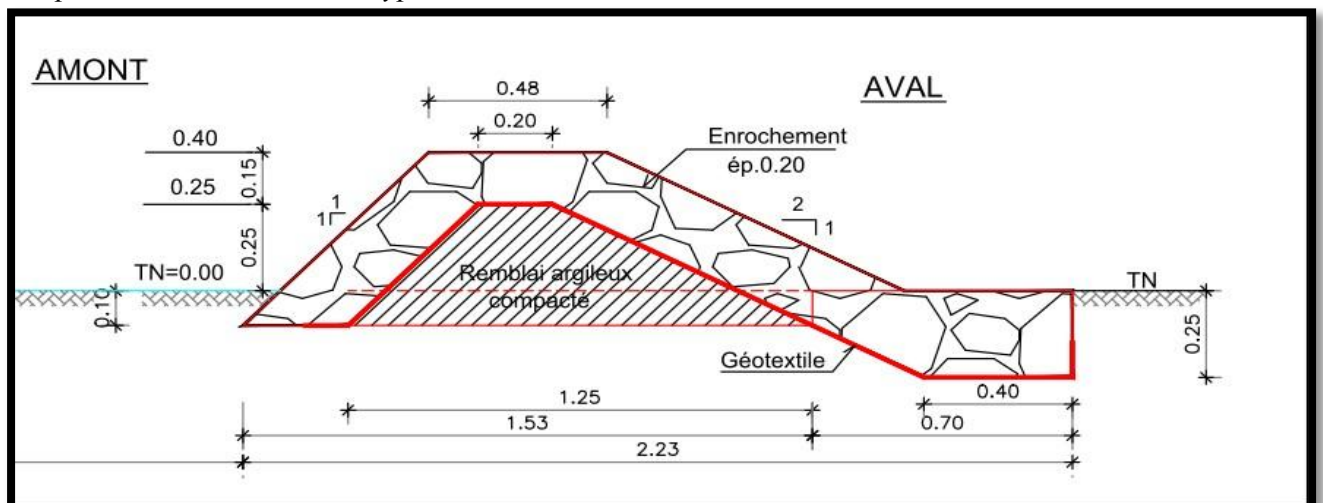 AMONT
AVAL
0.48
0.20
Enrochement
ép.0.20
0.40
0.15
0.25
0.25
1
1
2
1
TN=0.00
0.10
Remblai argileux
compacté
TN
0.25
Géotextile
0.40
1.25
1.53
0.70
2.23